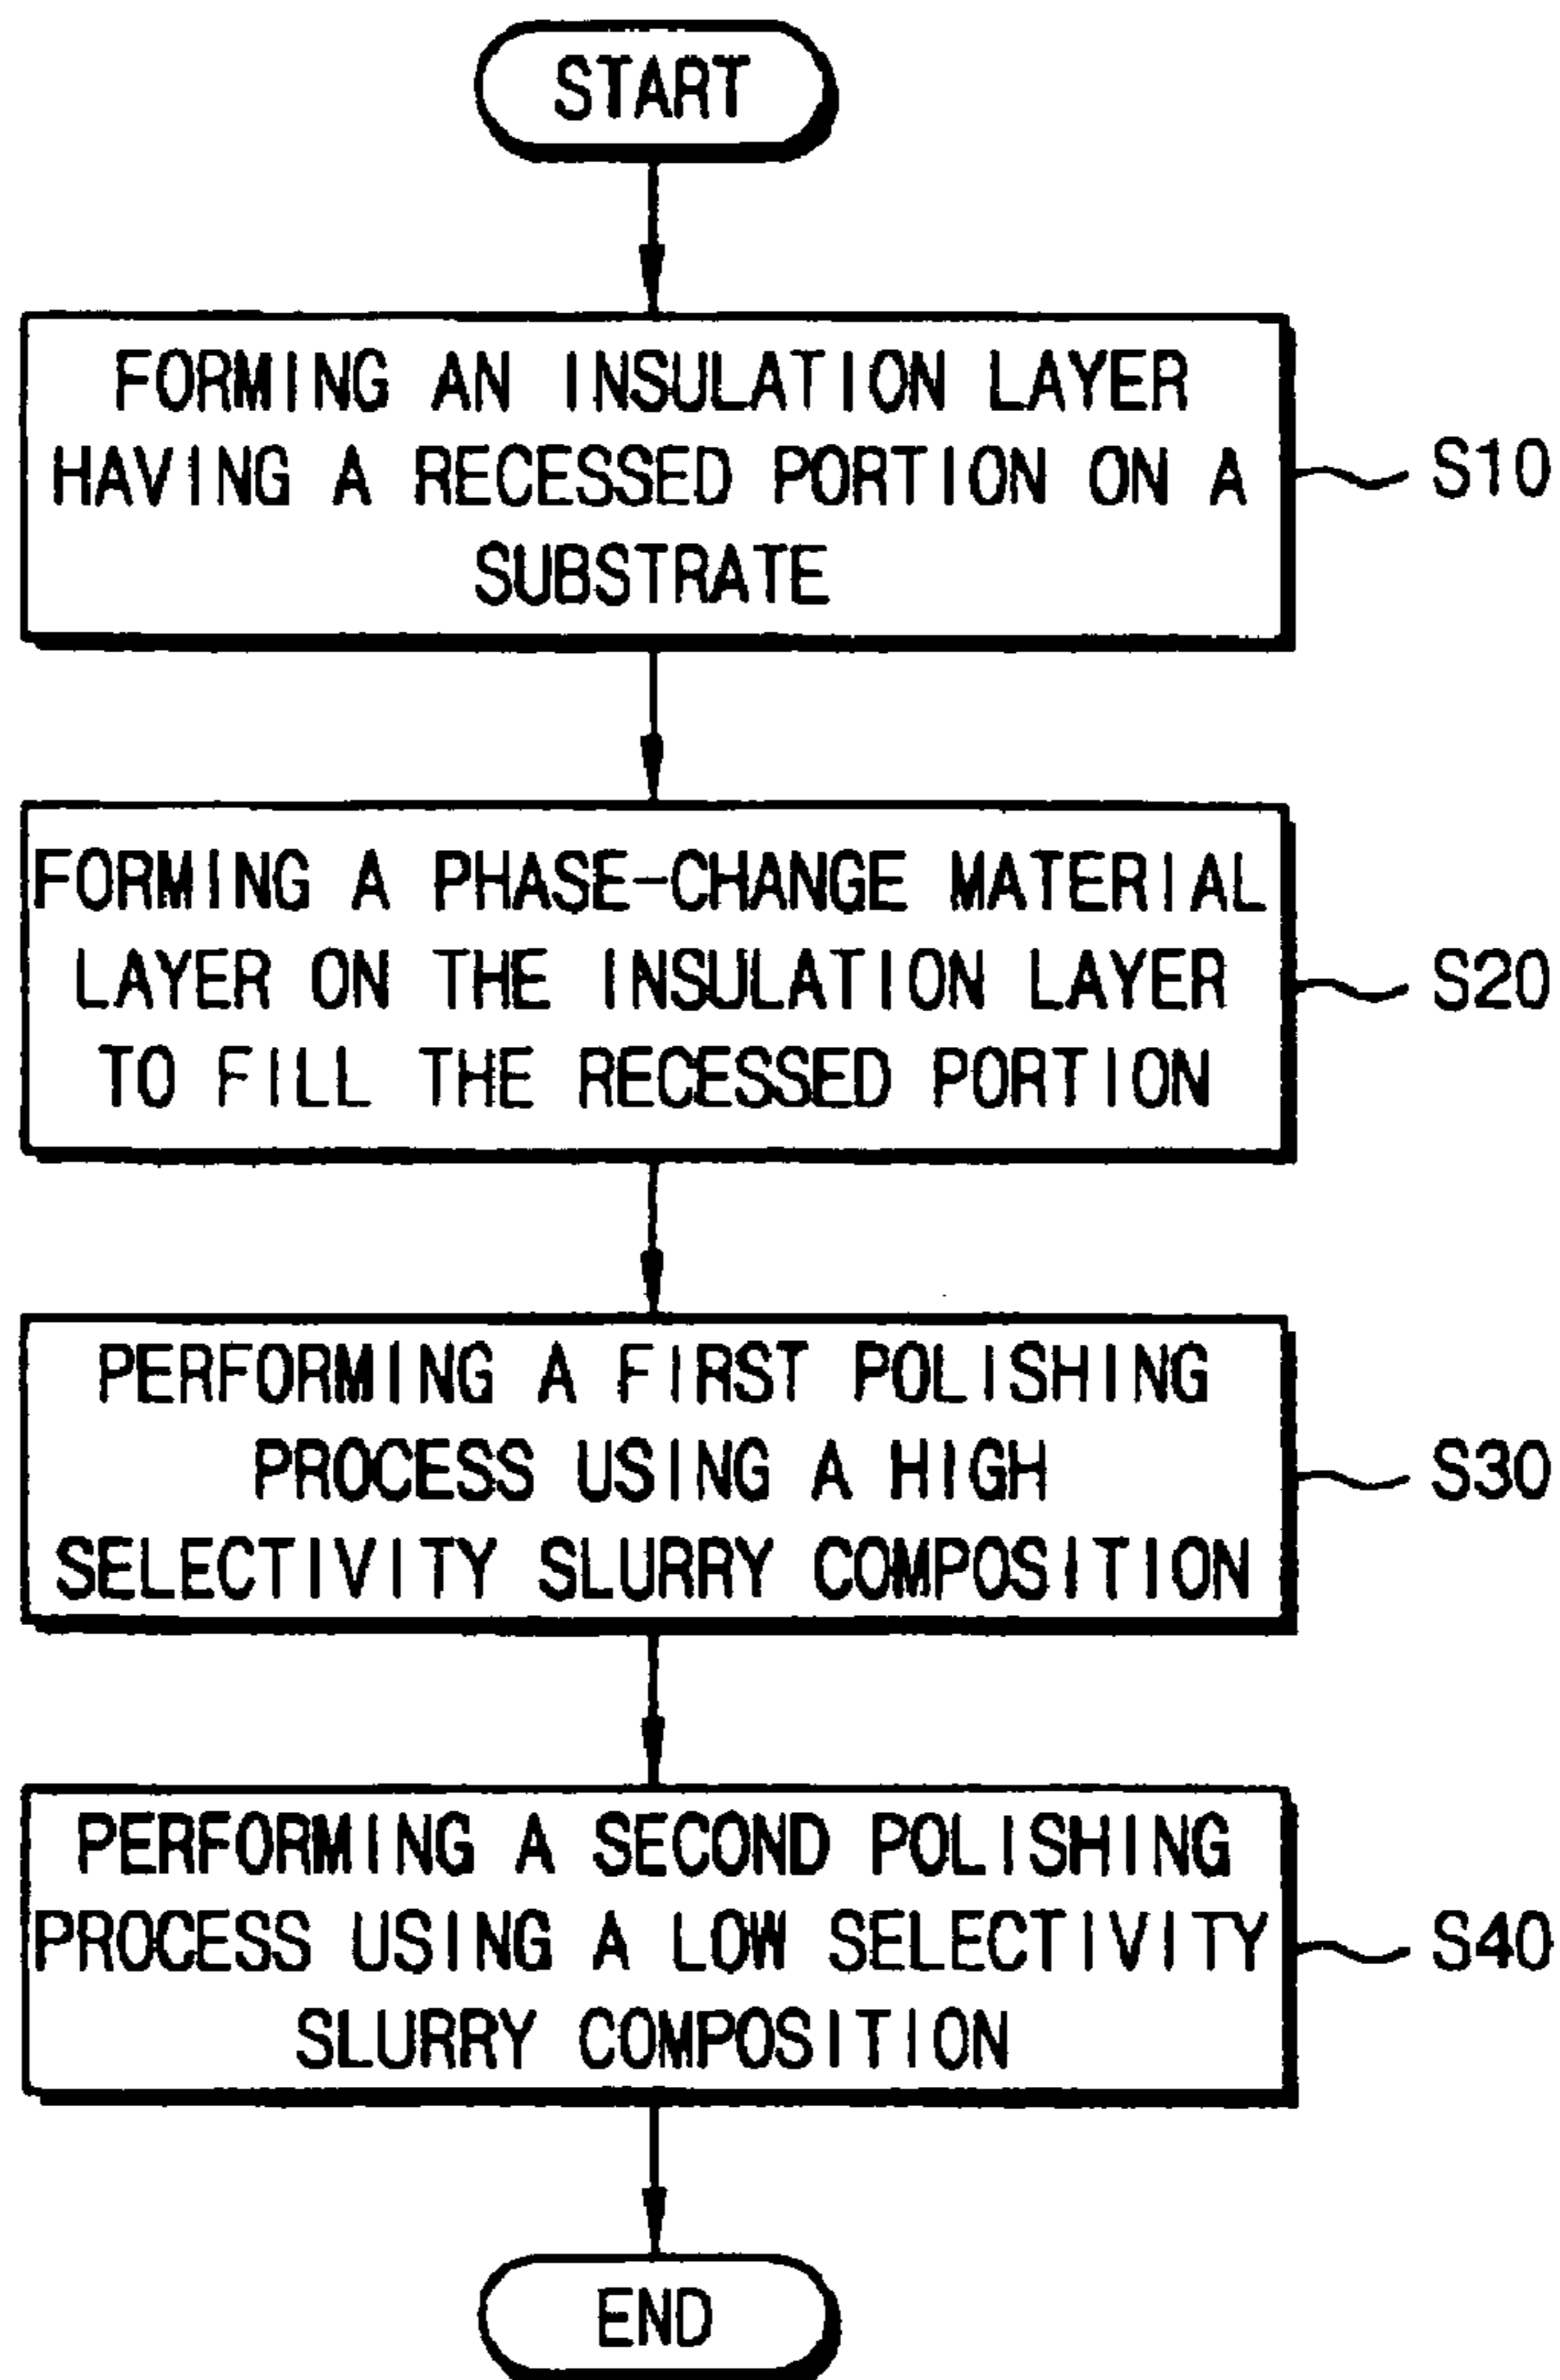 START
FORMING AN INSULATION LAYER
HAVING A RECESSED PORTION ON A
SUBSTRATE
S10
FORMING A PHASE-CHANGE MATERIAL
LAYER ON THE INSULATION LAYER
TO FILL THE RECESSED PORTION
S20
PERFORMING A FIRST POLISHING
PROCESS USING A HIGH
SELECTIVITY SLURRY COMPOSITION
S30
PERFORMING A SECOND POLISHING
PROCESS USING A LOW SELECTIVITY
SLURRY COMPOSITION
S40
END